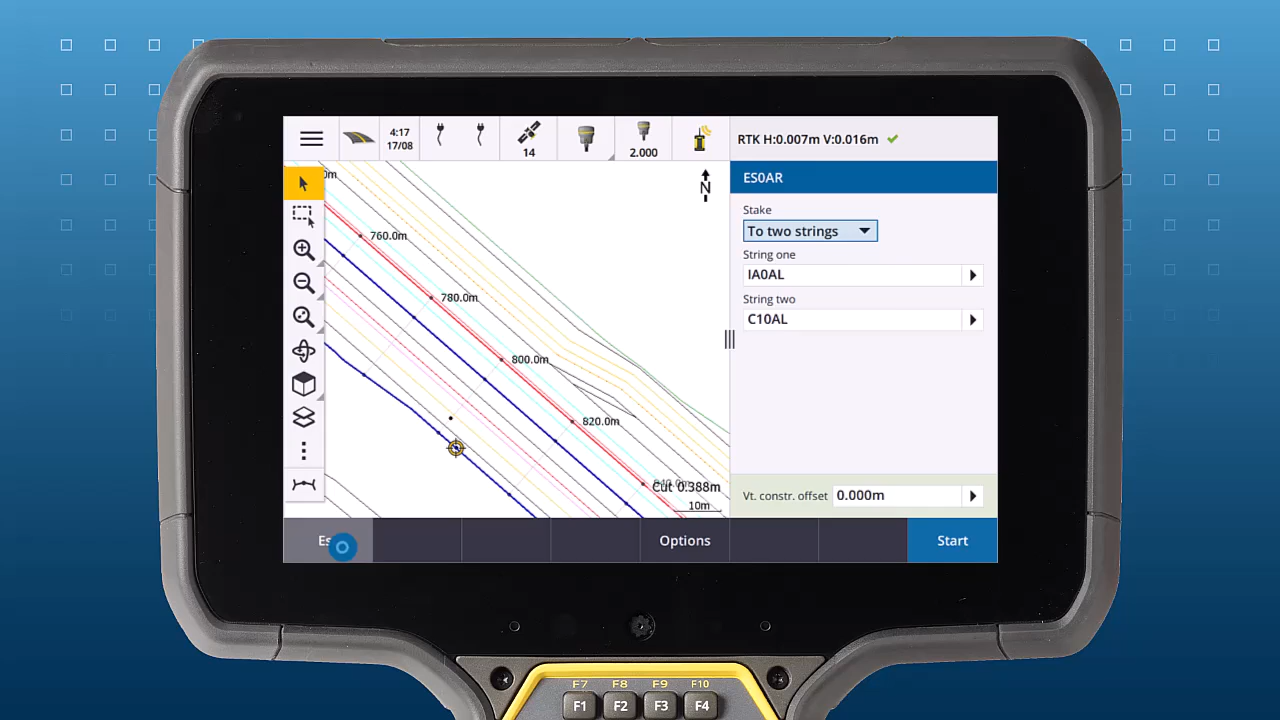 4:17
17/08
14
2.000
RTK H:0.007m V:0.016m
ES0AR
0m
760.0m
780.0m
800.0m
820.0m
Cut 0.388m
10m
N
Stake
To two strings
String one
IA0AL
String two
C10AL
Vt. constr. offset 0.000m
Options
Start
F7 F8 F9 F10
F1 F2 F3 F4